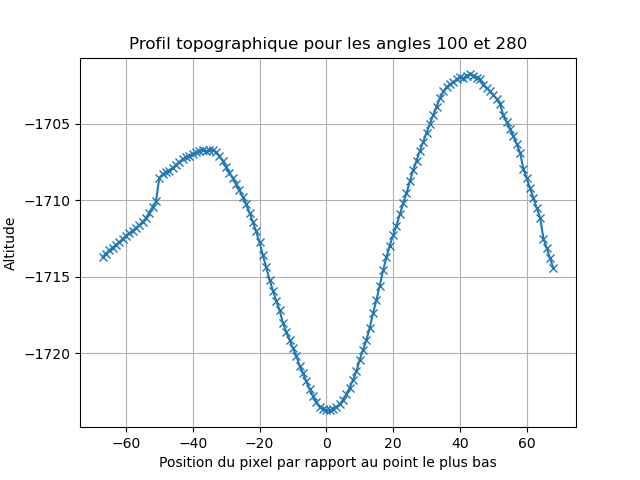 Profil topographique pour les angles 100 et 280
−1705
−1710
−1715
−1720
Altitude
−60 −40 −20 0 20 40 60
Position du pixel par rapport au point le plus bas